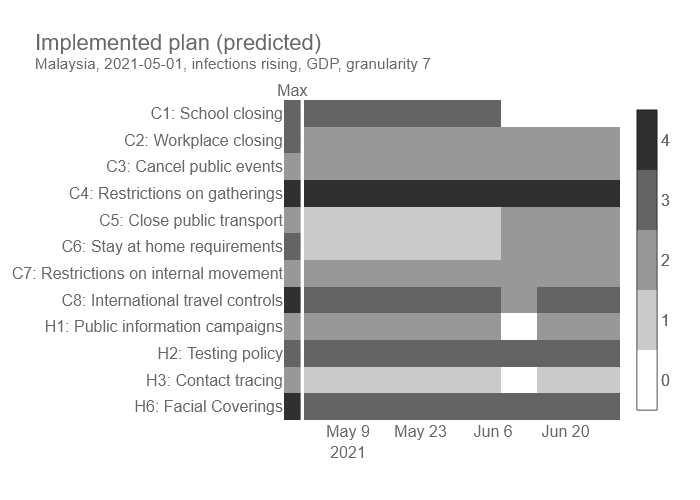 Implemented plan (predicted)
Malaysia, 2021-05-01, infections rising, GDP, granularity 7
Max
C1: School closing
C2: Workplace closing
C3: Cancel public events
C4: Restrictions on gatherings
C5: Close public transport
C6: Stay at home requirements
C7: Restrictions on internal movement
C8: International travel controls
H1: Public information campaigns
H2: Testing policy
H3: Contact tracing
H6: Facial Coverings
4
3
2
1
0
May 9 May 23 Jun 6 Jun 20
2021